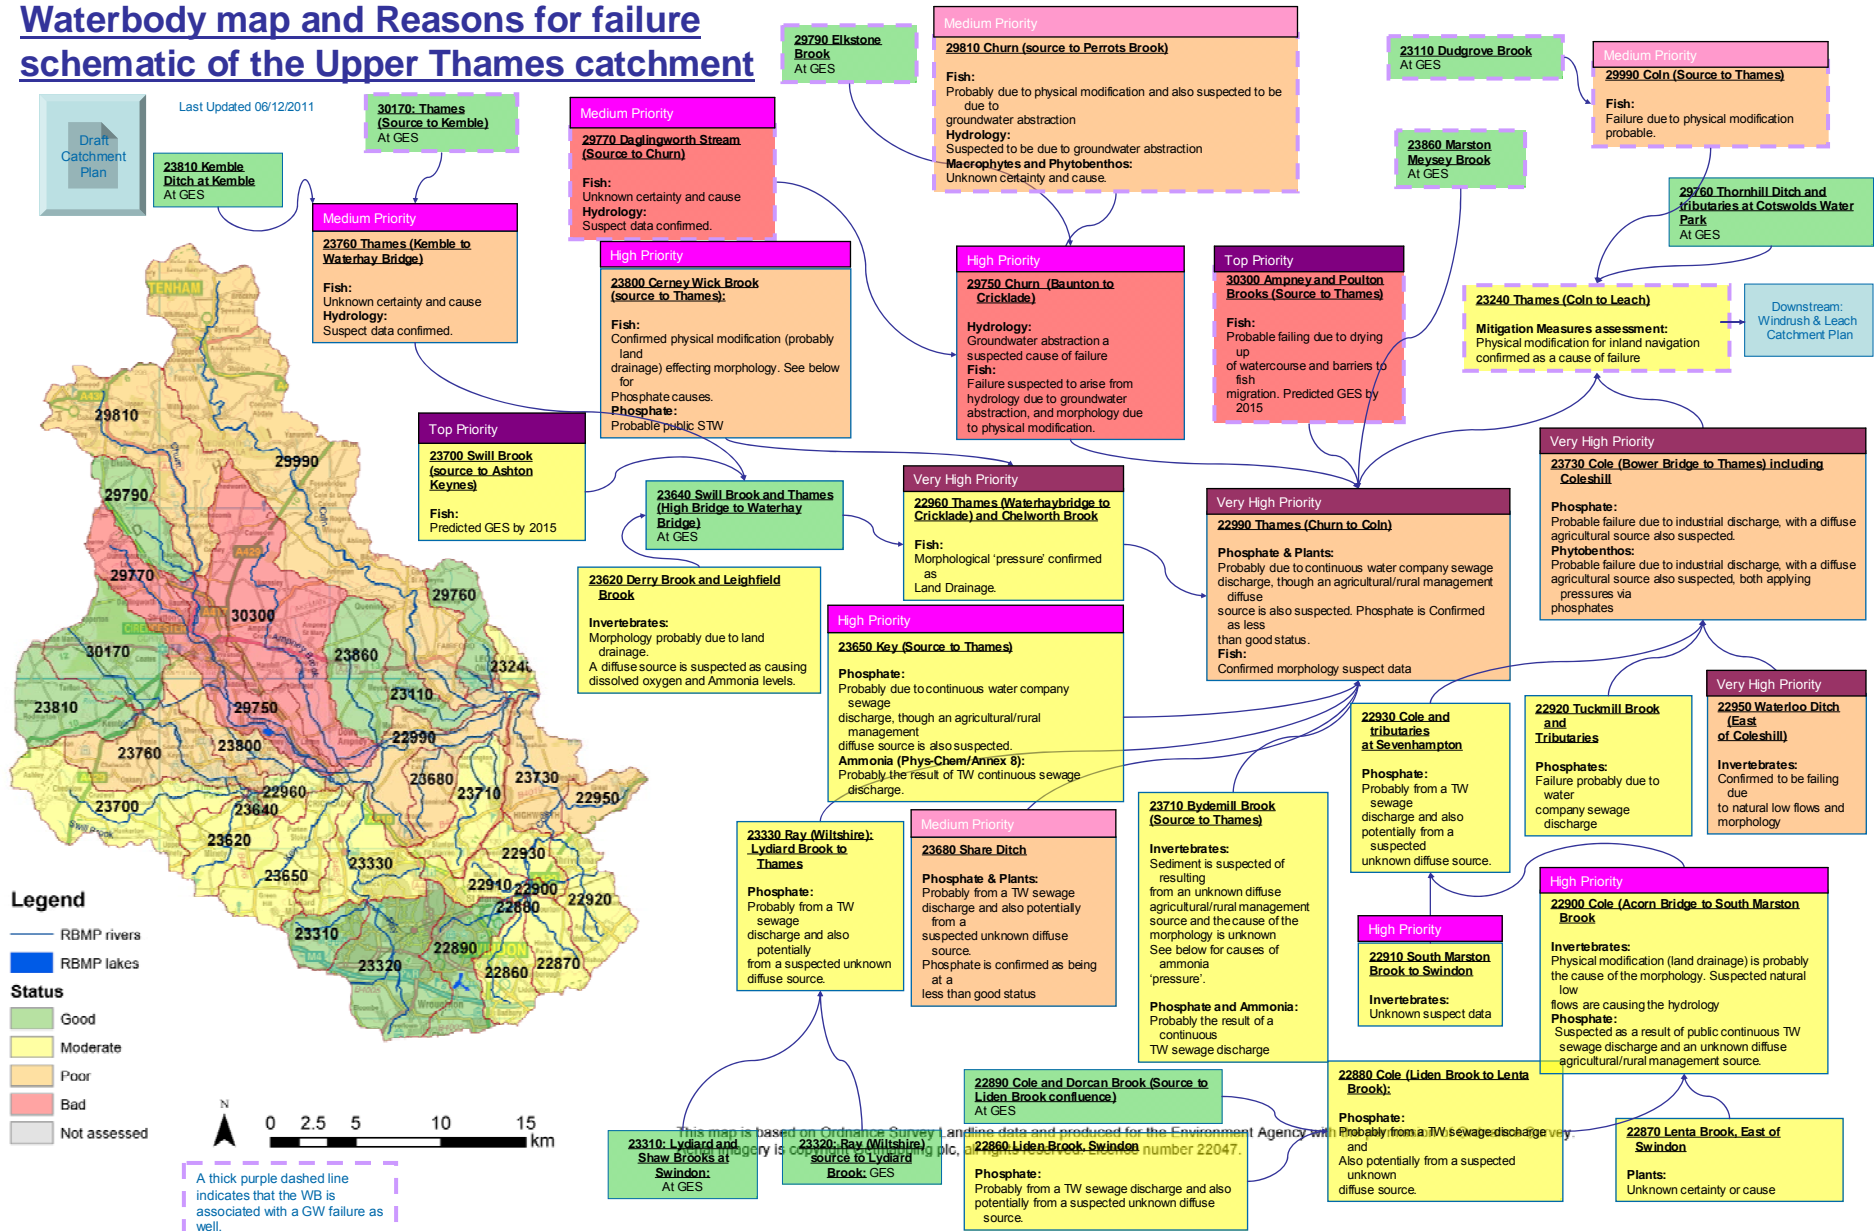 Waterbody map and Reasons for failure
schematic of the Upper Thames catchment
Last Updated 06/12/2011
Draft
Catchment
Plan
30170: Thames
(Source to Kemble)
At GES
23810 Kemble
Ditch at Kemble
At GES
Medium Priority
23760 Thames (Kemble to
Waterhay Bridge)
Fish:
Unknown certainty and cause
Hydrology:
Suspect data confirmed.
Medium Priority
29770 Daglingworth Stream
(Source to Churn)
Fish:
Unknown certainty and cause
Hydrology:
Suspect data confirmed.
29790 Elkstone
Brook
At GES
Medium Priority
29810 Churn (source to Perrots Brook)
Fish:
Probably due to physical modification and also suspected to be
due to
groundwater abstraction
Hydrology:
Suspected to be due to groundwater abstraction
Macrophytes and Phytobenthos:
Unknown certainty and cause.
23110 Dudgrove Brook
At GES
Medium Priority
29990 Coln (Source to Thames)
Fish:
Failure due to physical modification
probable.
23860 Marston
Meysey Brook
At GES
29760 Thornhill Ditch and
tributaries at Cotswolds Water
Park
At GES
High Priority
23800 Cerney Wick Brook
(source to Thames):
Fish:
Confirmed physical modification (probably
land
drainage) effecting morphology. See below
for
Phosphate causes.
Phosphate:
Probable public STW
High Priority
29750 Churn (Baunton to
Cricklade)
Hydrology:
Groundwater abstraction a
suspected cause of failure
Fish:
Failure suspected to arise from
hydrology due to groundwater
abstraction, and morphology due
to physical modification.
Top Priority
30300 Ampney and Poulton
Brooks (Source to Thames)
Fish:
Probable failing due to drying
up
of watercourse and barriers to
fish
migration. Predicted GES by
2015
23240 Thames (Coln to Leach)
Mitigation Measures assessment:
Physical modification for inland navigation
confirmed as a cause of failure
Downstream:
Windrush & Leach
Catchment Plan
Top Priority
23700 Swill Brook
(source to Ashton
Keynes)
Fish:
Predicted GES by 2015
23640 Swill Brook and Thames
(High Bridge to Waterhay
Bridge)
At GES
Very High Priority
22960 Thames (Waterhaybridge to
Cricklade) and Chelworth Brook
Fish:
Morphological 'pressure' confirmed
as
Land Drainage.
Very High Priority
22990 Thames (Churn to Coln)
Phosphate & Plants:
Probably due to continuous water company sewage
discharge, though an agricultural/rural management
diffuse
source is also suspected. Phosphate is Confirmed
as less
than good status.
Fish:
Confirmed morphology suspect data
Very High Priority
23730 Cole (Bower Bridge to Thames) including
Coleshill
Phosphate:
Probable failure due to industrial discharge, with a diffuse
agricultural source also suspected.
Phytobenthos:
Probable failure due to industrial discharge, with a diffuse
agricultural source also suspected, both applying
pressures via
phosphates
23620 Derry Brook and Leighfield
Brook
Invertebrates:
Morphology probably due to land
drainage.
A diffuse source is suspected as causing
dissolved oxygen and Ammonia levels.
High Priority
23650 Key (Source to Thames)
Phosphate:
Probably due to continuous water company
sewage
discharge, though an agricultural/rural
management
diffuse source is also suspected.
Ammonia (Phys-Chem/Annex 8):
Probably the result of TW continuous sewage
discharge.
22930 Cole and
tributaries
at Sevenhampton
Phosphate:
Probably from a TW
sewage
discharge and also
potentially from a
suspected
unknown diffuse source.
22920 Tuckmill Brook
and
Tributaries
Phosphates:
Failure probably due to
water
company sewage
discharge
Very High Priority
22950 Waterloo Ditch
(East
of Coleshill)
Invertebrates:
Confirmed to be failing
due
to natural low flows and
morphology
23330 Ray (Wiltshire):
Lydiard Brook to
Thames
Phosphate:
Probably from a TW
sewage
discharge and also
potentially
from a suspected unknown
diffuse source.
Medium Priority
23680 Share Ditch
Phosphate & Plants:
Probably from a TW sewage
discharge and also potentially
from a
suspected unknown diffuse
source.
Phosphate is confirmed as being
at a
less than good status
23710 Bydemill Brook
(Source to Thames)
Invertebrates:
Sediment is suspected of
resulting
from an unknown diffuse
agricultural/rural management
source and the cause of the
morphology is unknown
See below for causes of
ammonia
'pressure'.
Phosphate and Ammonia:
Probably the result of a
continuous
TW sewage discharge
High Priority
22910 South Marston
Brook to Swindon
Invertebrates:
Unknown suspect data
High Priority
22900 Cole (Acorn Bridge to South Marston
Brook
Invertebrates:
Physical modification (land drainage) is probably
the cause of the morphology. Suspected natural
low
flows are causing the hydrology
Phosphate:
Suspected as a result of public continuous TW
sewage discharge and an unknown diffuse
agricultural/rural management source.
22890 Cole and Dorcan Brook (Source to
Liden Brook confluence)
At GES
22880 Cole (Liden Brook to Lenta
Brook):
Phosphate:
Probably from a TW sewage discharge
and
Also potentially from a suspected
unknown
diffuse source.
22860 Liden Brook, Swindon
Phosphate:
Probably from a TW sewage discharge and also
potentially from a suspected unknown diffuse
source.
22870 Lenta Brook, East of
Swindon
Plants:
Unknown certainty or cause
23310: Lydiard and
Shaw Brooks at
Swindon:
At GES
23320: Ray (Wiltshire)
source to Lydiard
Brook: GES
This map is based on Ordnance Survey Landline data and produced for the Environment Agency with the permission of Ordnance Survey.
Aerial Imagery is copyright Getmapping plc, all rights reserved. Licence number 22047.
29810
29990
29790
29770
30300
29760
30170
23860
23240
23810
23110
29750
22990
23760
23800
23680
23730
23710
22950
22960
23700
23640
23620
22930
23330
23650
22910
22900
22920
22880
23310
22890
23320
22860
22870
Legend
RBMP rivers
RBMP lakes
Status
Good
Moderate
Poor
Bad
Not assessed
N
0 2.5 5 10 15
km
A thick purple dashed line
indicates that the WB is
associated with a GW failure as
well.